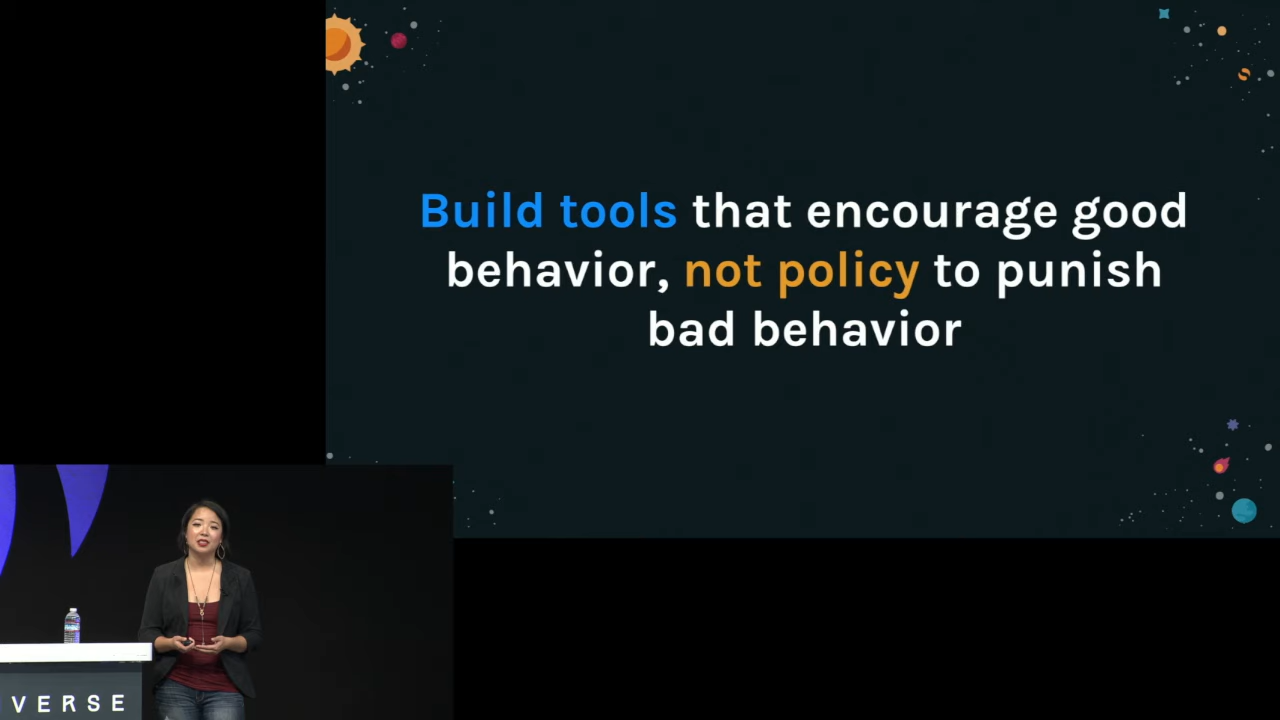 Build tools that encourage good
behavior, not policy to punish
bad behavior
VERSE